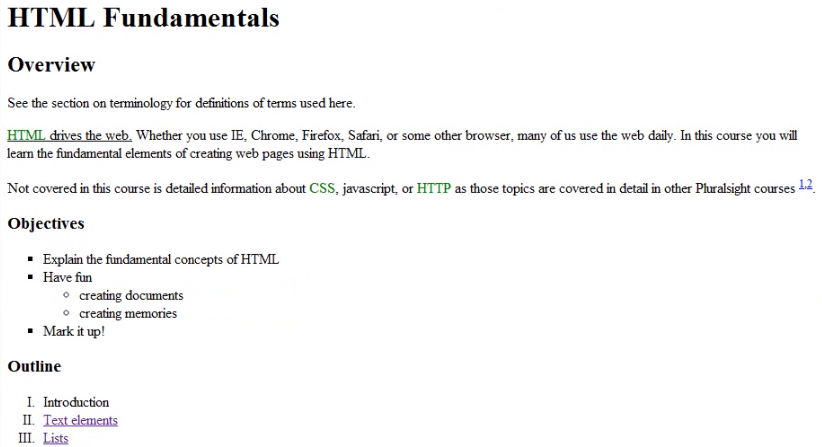 HTML Fundamentals
Overview
See the section on terminology for definitions of terms used here.
HTML drives the web. Whether you use IE, Chrome, Firefox, Safari, or some other browser, many of us use the web daily. In this course you will
learn the fundamental elements of creating web pages using HTML.
Not covered in this course is detailed information about CSS, javascript, or HTTP as those topics are covered in detail in other Pluralsight courses 1,2.
Objectives
▪ Explain the fundamental concepts of HTML
▪ Have fun
○ creating documents
○ creating memories
▪ Mark it up!
Outline
I. Introduction
II. Text elements
III. Lists